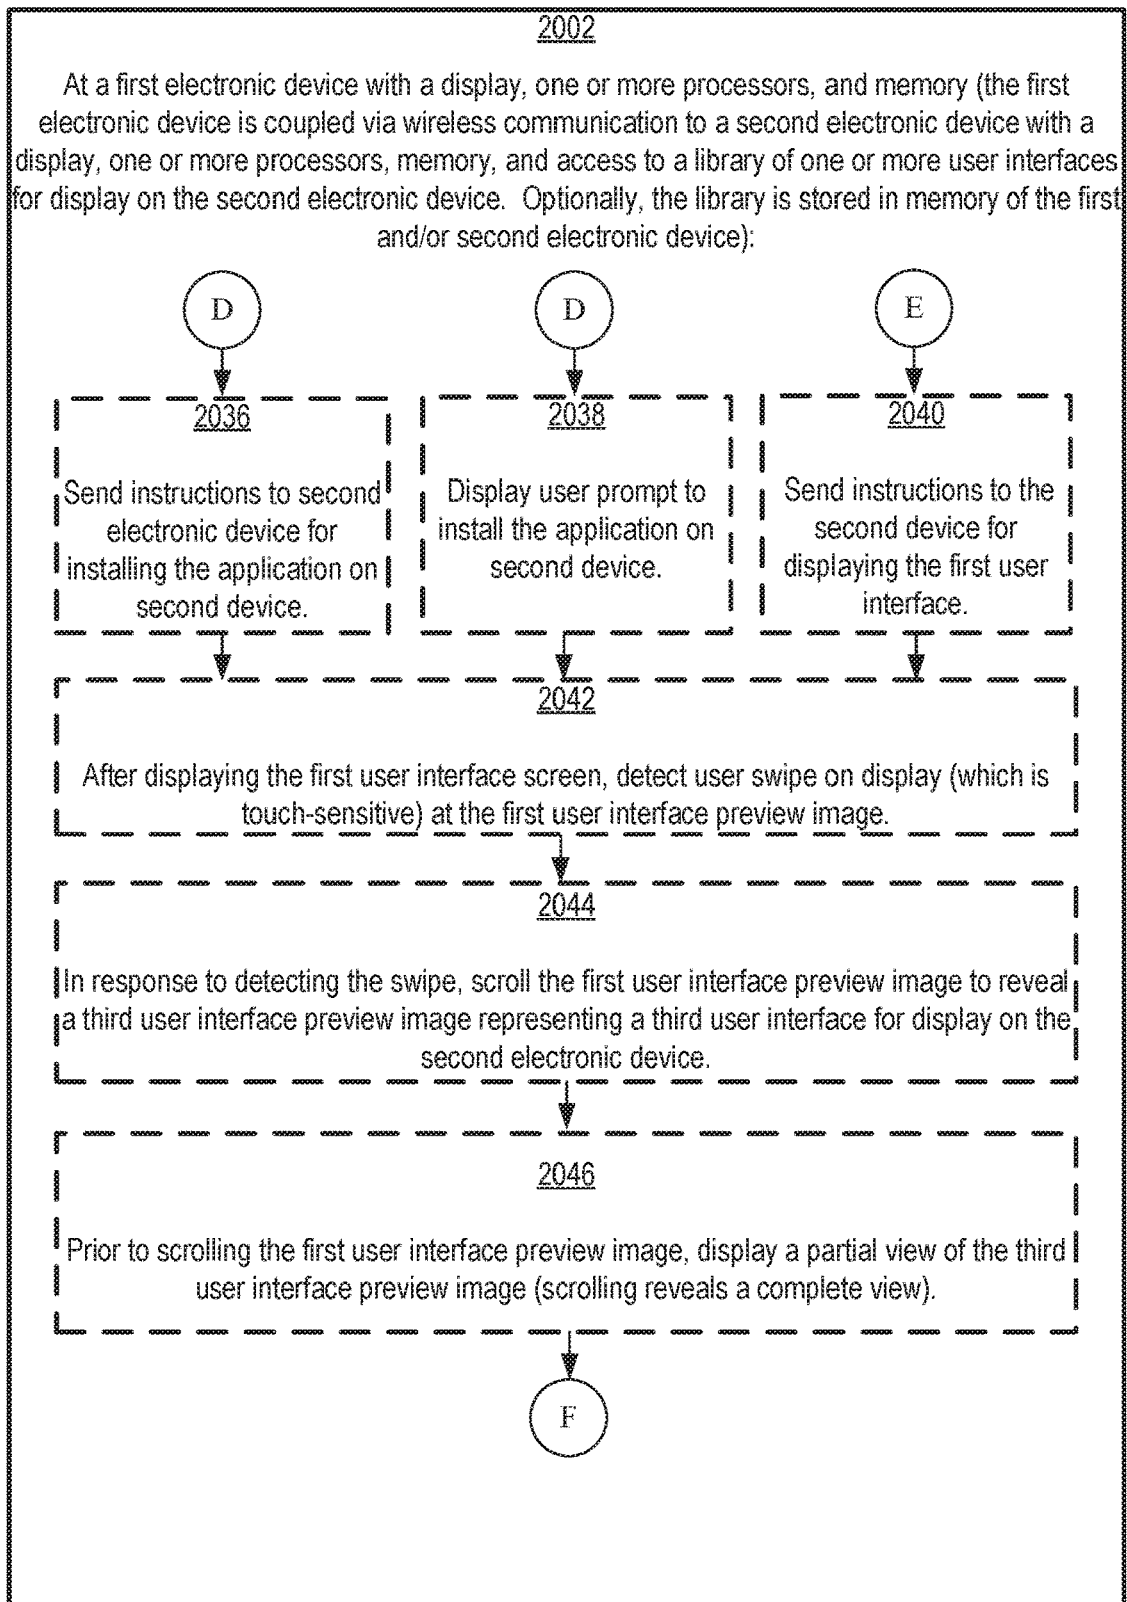 2002
At a first electronic device with a display, one or more processors, and memory (the first
electronic device is coupled via wireless communication to a second electronic device with a
display, one or more processors, memory, and access to a library of one or more user interfaces
for display on the second electronic device. Optionally, the library is stored in memory of the first
and/or second electronic device):
D
D
E
2036
Send instructions to second
electronic device for
installing the application on
second device.
2038
Display user prompt to
install the application on
second device.
2040
Send instructions to the
second device for
displaying the first user
interface.
2042
After displaying the first user interface screen, detect user swipe on display (which is
touch-sensitive) at the first user interface preview image.
2044
In response to detecting the swipe, scroll the first user interface preview image to reveal
a third user interface preview image representing a third user interface for display on the
second electronic device.
2046
Prior to scrolling the first user interface preview image, display a partial view of the third
user interface preview image (scrolling reveals a complete view).
F